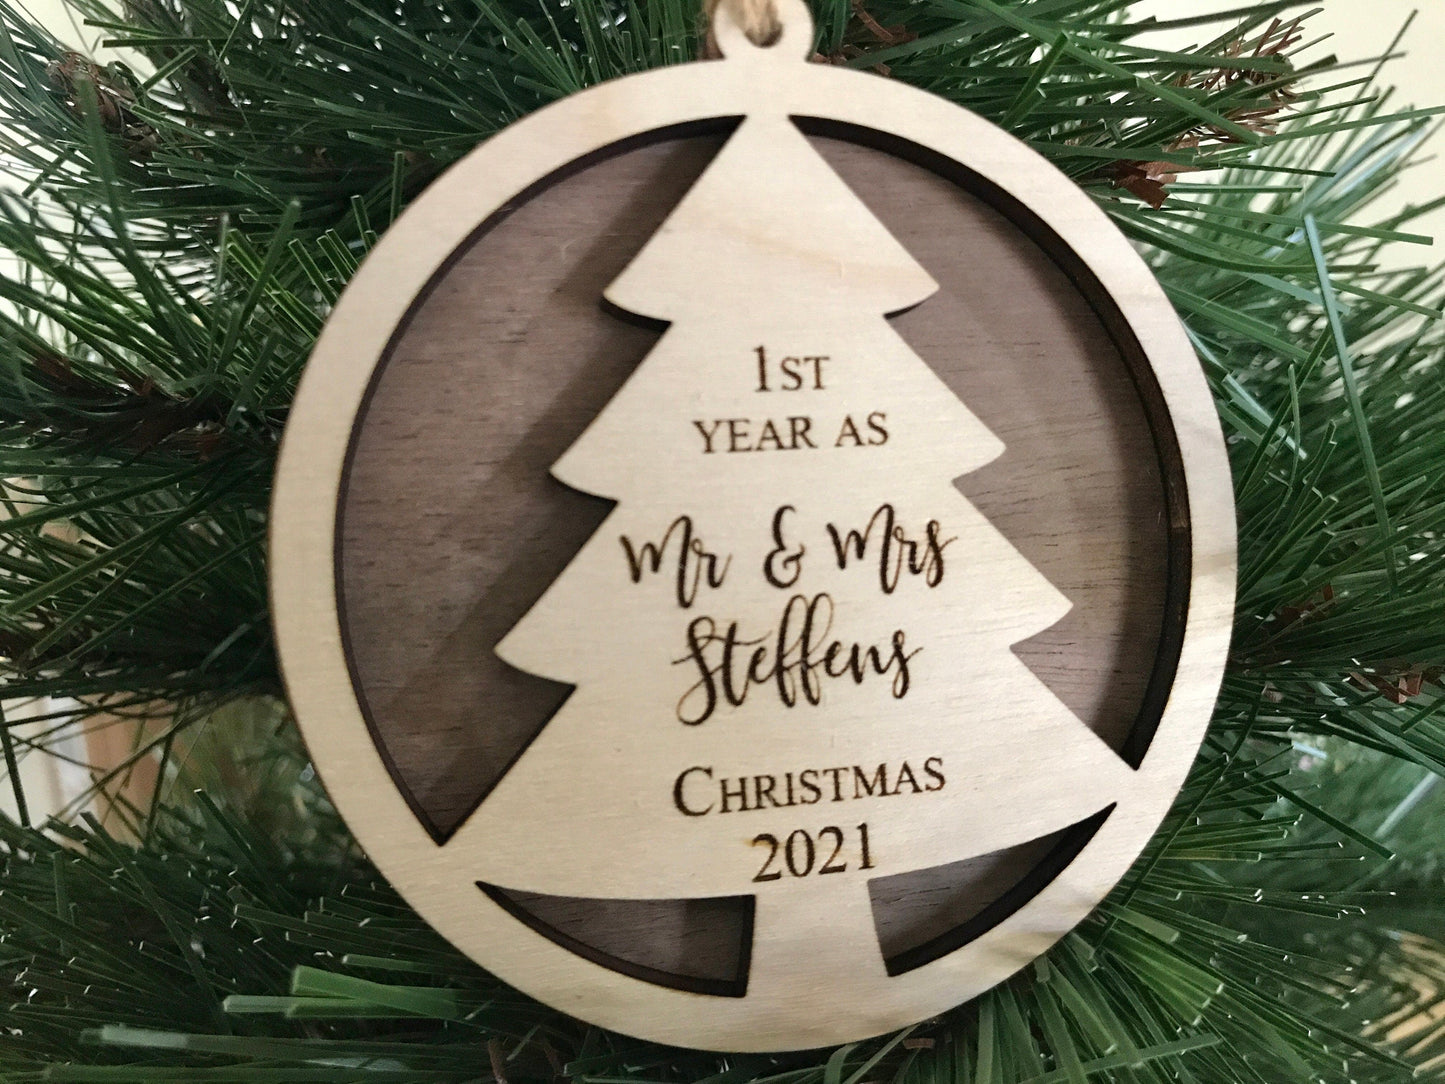 1ST
YEAR AS
Mr & Mrs
Steffens
CHRISTMAS
2021